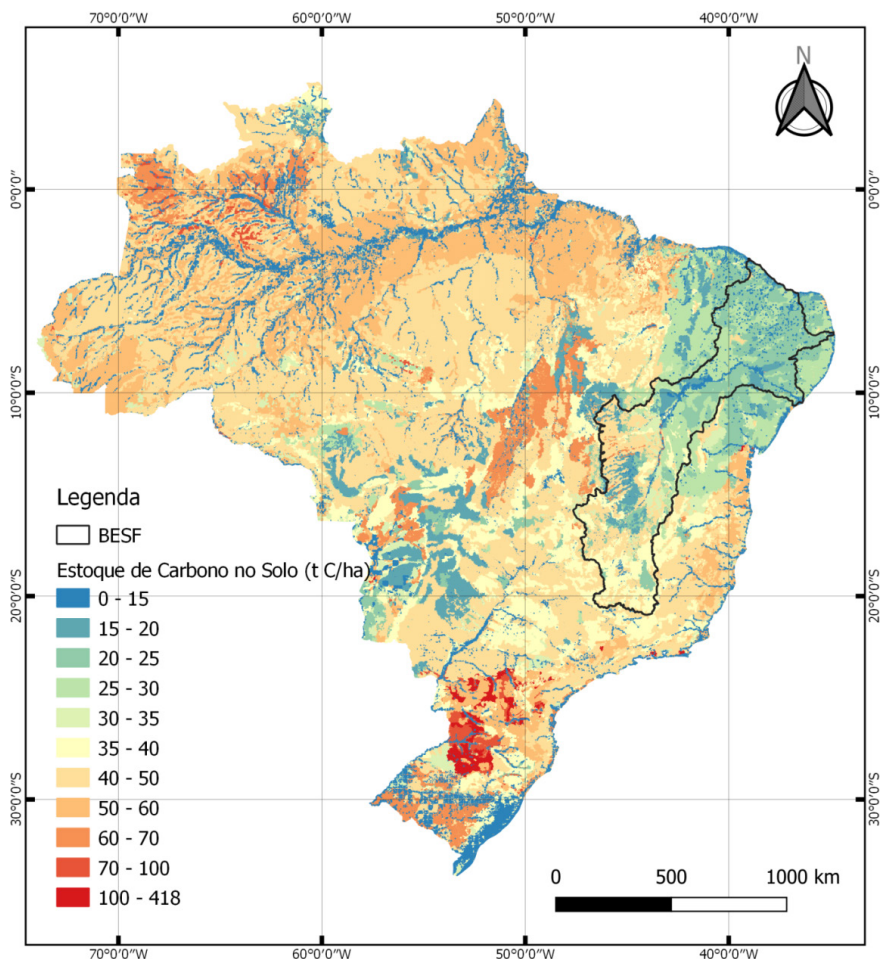 70°0'0"W 60°0'0"W 50°0'0"W 40°0'0"W
N
0°0'0"
0°0'0"
10°0'0"S
10°0'0"S
Legenda
BESF
Estoque de Carbono no Solo (t C/ha)
20°0'0"S
20°0'0"S
0 - 15
15 - 20
20 - 25
25 - 30
30 - 35
35 - 40
40 - 50
50 - 60
60 - 70
70 - 100
100 - 418
30°0'0"S
30°0'0"S
0 500 1000 km
70°0'0"W 60°0'0"W 50°0'0"W 40°0'0"W